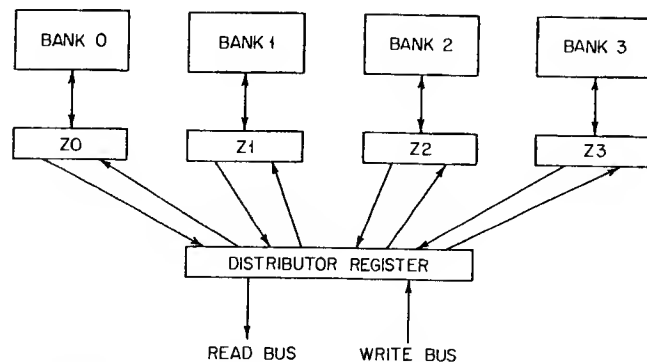 BANK 0 BANK 1 BANK 2 BANK 3
Z0 Z1 Z2 Z3
DISTRIBUTOR REGISTER
READ BUS WRITE BUS